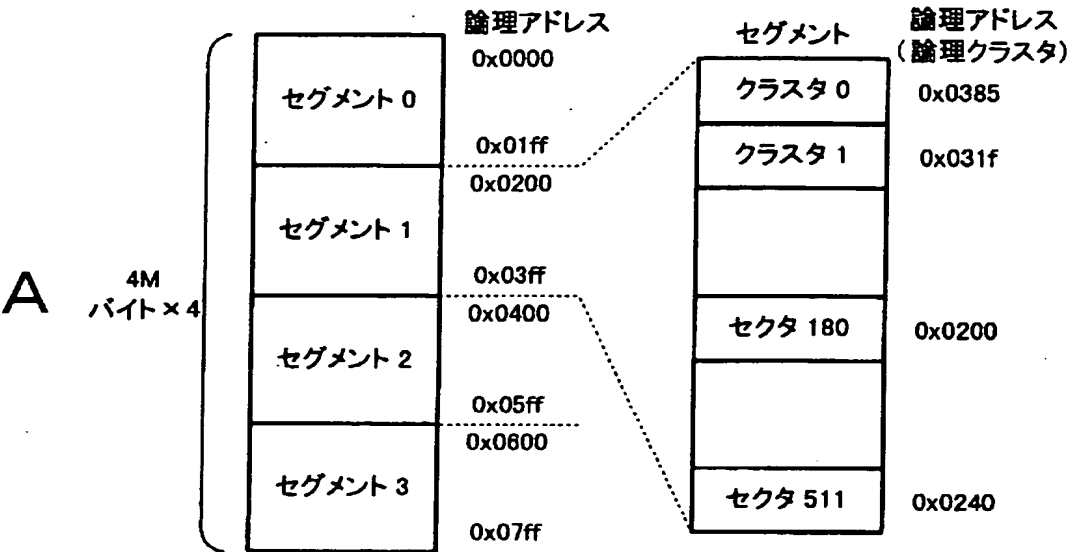 A
4M
バイト×4
論理アドレス
0x0000
セグメント 0
0x01ff
0x0200
セグメント 1
0x03ff
0x0400
セグメント 2
0x05ff
0x0600
セグメント 3
0x07ff
セグメント
論理アドレス
(論理クラスタ)
クラスタ 0
0x0385
クラスタ 1
0x031f
セクタ 180
0x0200
セクタ 511
0x0240